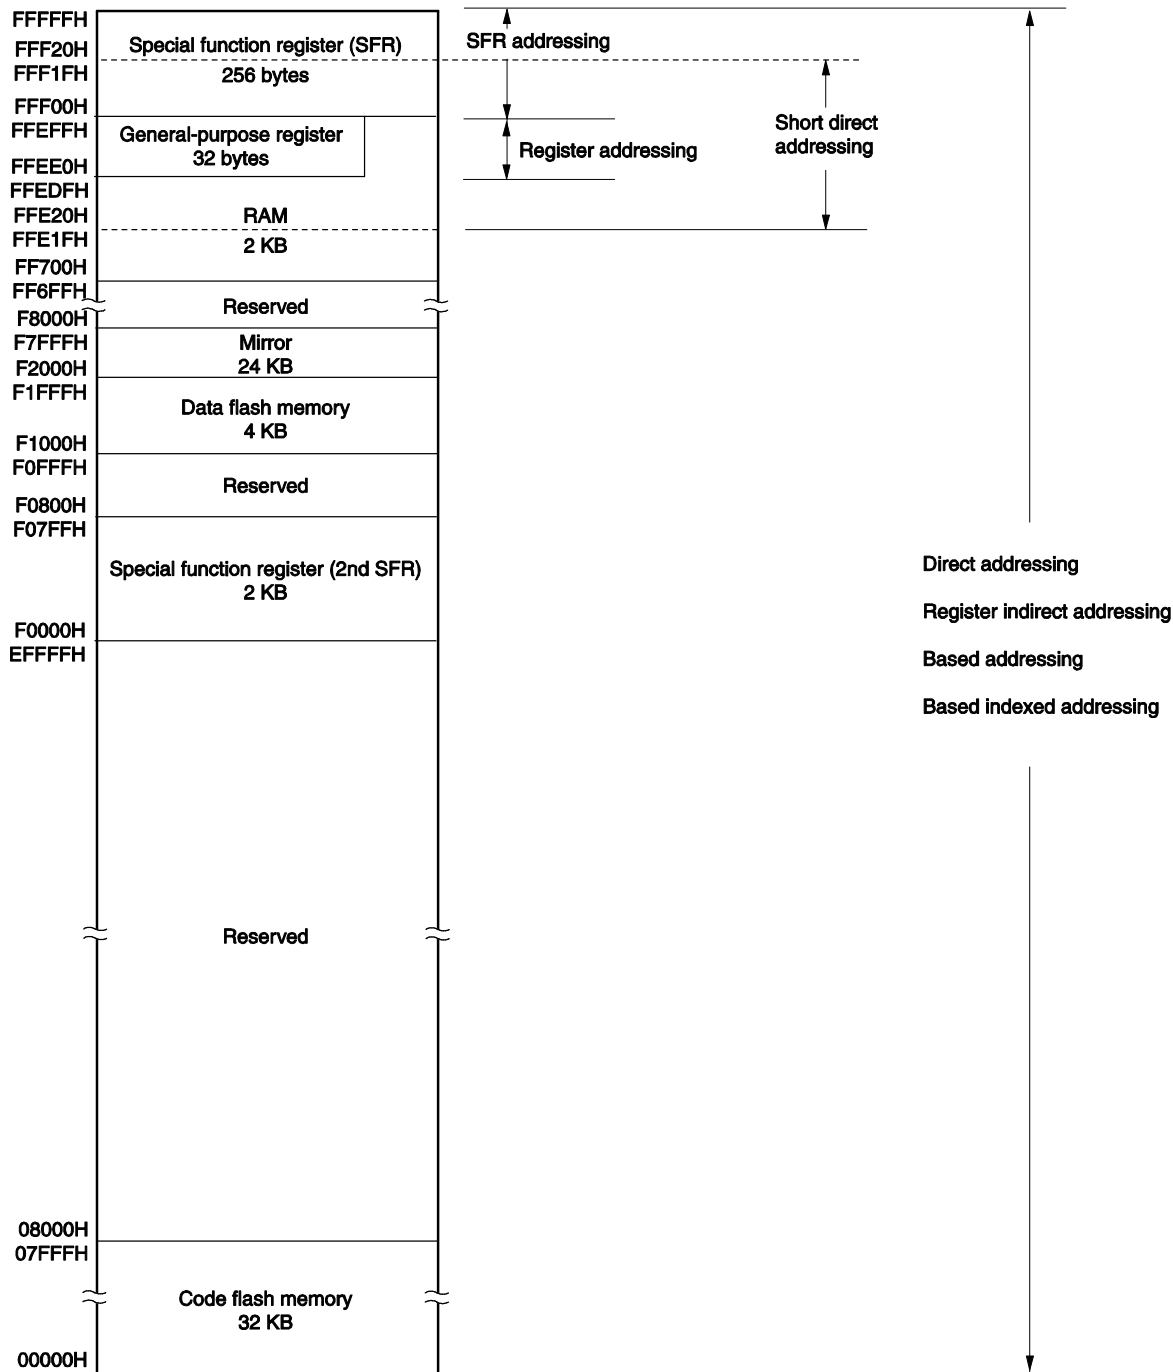 FFFFFH
Special function register (SFR)
SFR addressing
FFF20H
FFF1FH
256 bytes
FFF00H
FFEFFH
General-purpose register
32 bytes
Short direct
addressing
Register addressing
FFEE0H
FFEDFH
FFE20H
RAM
FFE1FH
2 KB
FF700H
FF6FFH
Reserved
F8000H
F7FFFH
Mirror
24 KB
F2000H
F1FFFH
Data flash memory
4 KB
F1000H
F0FFFH
Reserved
F0800H
F07FFH
Special function register (2nd SFR)
2 KB
Direct addressing
Register indirect addressing
F0000H
EFFFFH
Based addressing
Based indexed addressing
Reserved
08000H
07FFFH
Code flash memory
32 KB
00000H